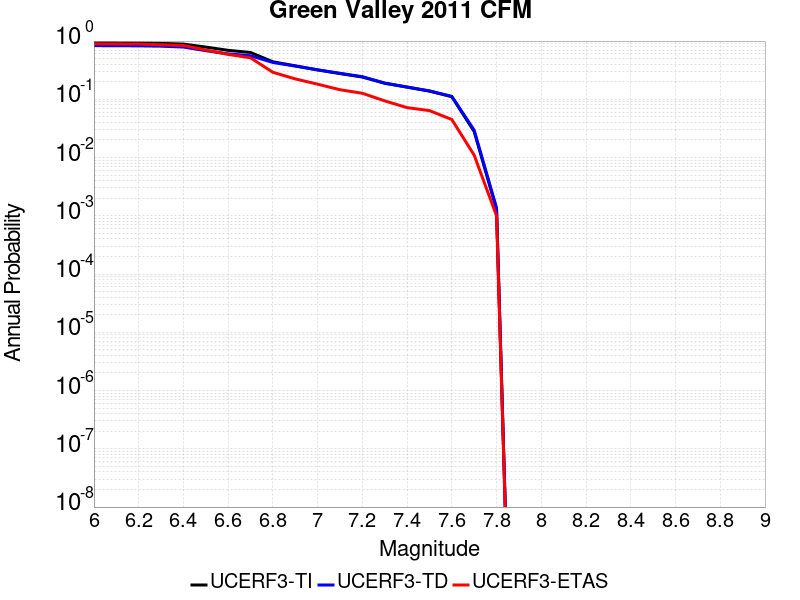 Green Valley 2011 CFM
10^0
10^-1
10^-2
10^-3
10^-4
10^-5
10^-6
10^-7
10^-8
Annual Probability
6 6.2 6.4 6.6 6.8 7 7.2 7.4 7.6 7.8 8 8.2 8.4 8.6 8.8 9
Magnitude
UCERF3-TI UCERF3-TD UCERF3-ETAS